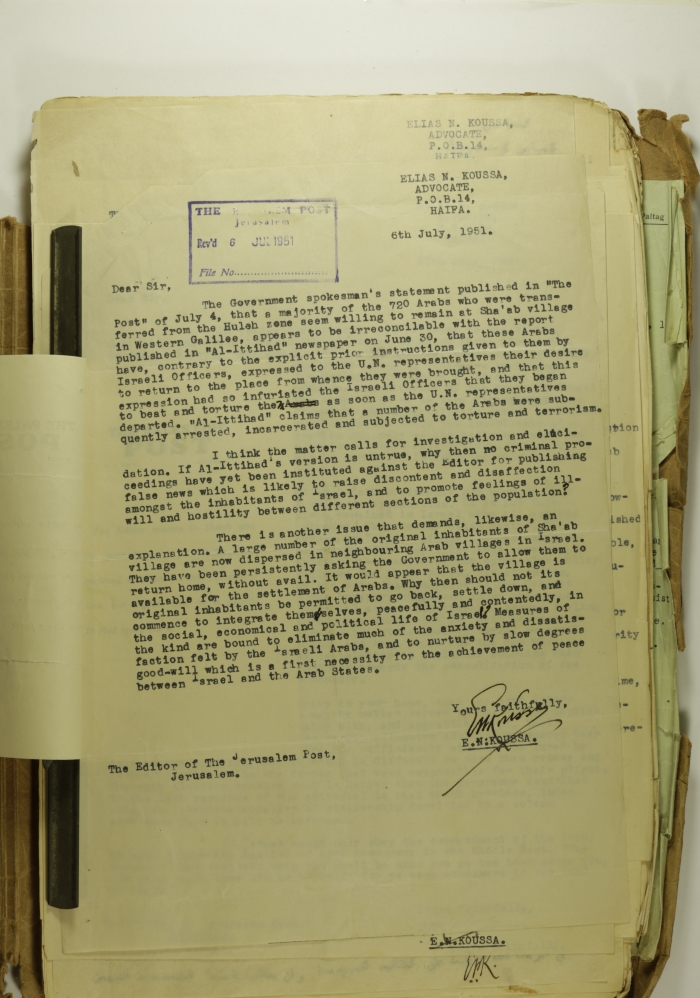 ELIAS N. KOUSSA,
ADVOCATE,
P.O.B.14,
HAIFA.
ELIAS N. KOUSSA,
ADVOCATE,
P.O.B.14,
HAIFA.
6th July, 1951.
THE JERUSALEM POST
Jerusalem
Rev'd 6 JUL 1951
File No.
Dear Sir,
The Government spokesman's statement published in "The
Post" of July 4, that a majority of the 720 Arabs who were trans-
ferred from the Huleh zone seem willing to remain at Sha'ab village
in Western Galilee, appears to be irreconcilable with the report
published in "Al-Ittihad" newspaper on June 30, that these Arabs
have, contrary to the explicit prior instructions given to them by
Israeli Officers, expressed to the U.N. representatives their desire
to return to the place from whence they were brought, and that this
expression had so infuriated the Israeli Officers that they began
to beat and torture the as soon as the U.N. representatives
departed. "Al-Ittihad" claims that a number of the Arabs were sub-
quently arrested, incarcerated and subjected to torture and terrorism.
I think the matter calls for investigation and eluci-
dation. If Al-Ittihad's version is untrue, why then no criminal pro-
ceedings have yet been instituted against the Editor for publishing
false news which is likely to raise discontent and disaffection
amongst the inhabitants of Israel, and to promote feelings of ill-
will and hostility between different sections of the population?
There is another issue that demands, likewise, an
explanation. A large number of the original inhabitants of Sha'ab
village are now dispersed in neighbouring Arab villages in Israel.
They have been persistently asking the Government to allow them to
return home, without avail. It would appear that the village is
available for the settlement of Arabs. Why then should not its
original inhabitants be permitted to go back, settle down, and
commence to integrate themselves, peacefully and contentedly, in
the social, economical and political life of Israel? Measures of
the kind are bound to eliminate much of the anxiety and dissatis-
faction felt by the Israeli Arabs, and to nurture by slow degrees
good-will which is a first necessity for the achievement of peace
between Israel and the Arab States.
Yours faithfully,
E.N.KOUSSA.
The Editor of The Jerusalem Post,
Jerusalem.
E.N.KOUSSA.
ENK.